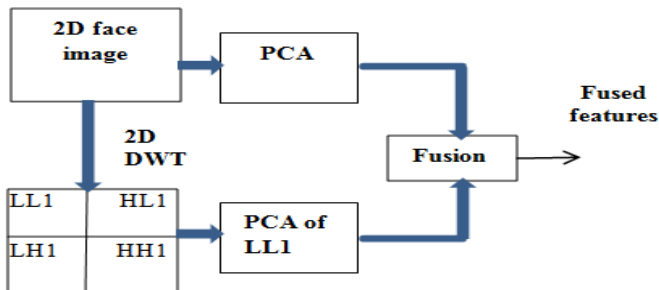 2D face
image
PCA
Fused
features
2D
DWT
Fusion
LL1 HL1
LH1 HH1
PCA of
LL1